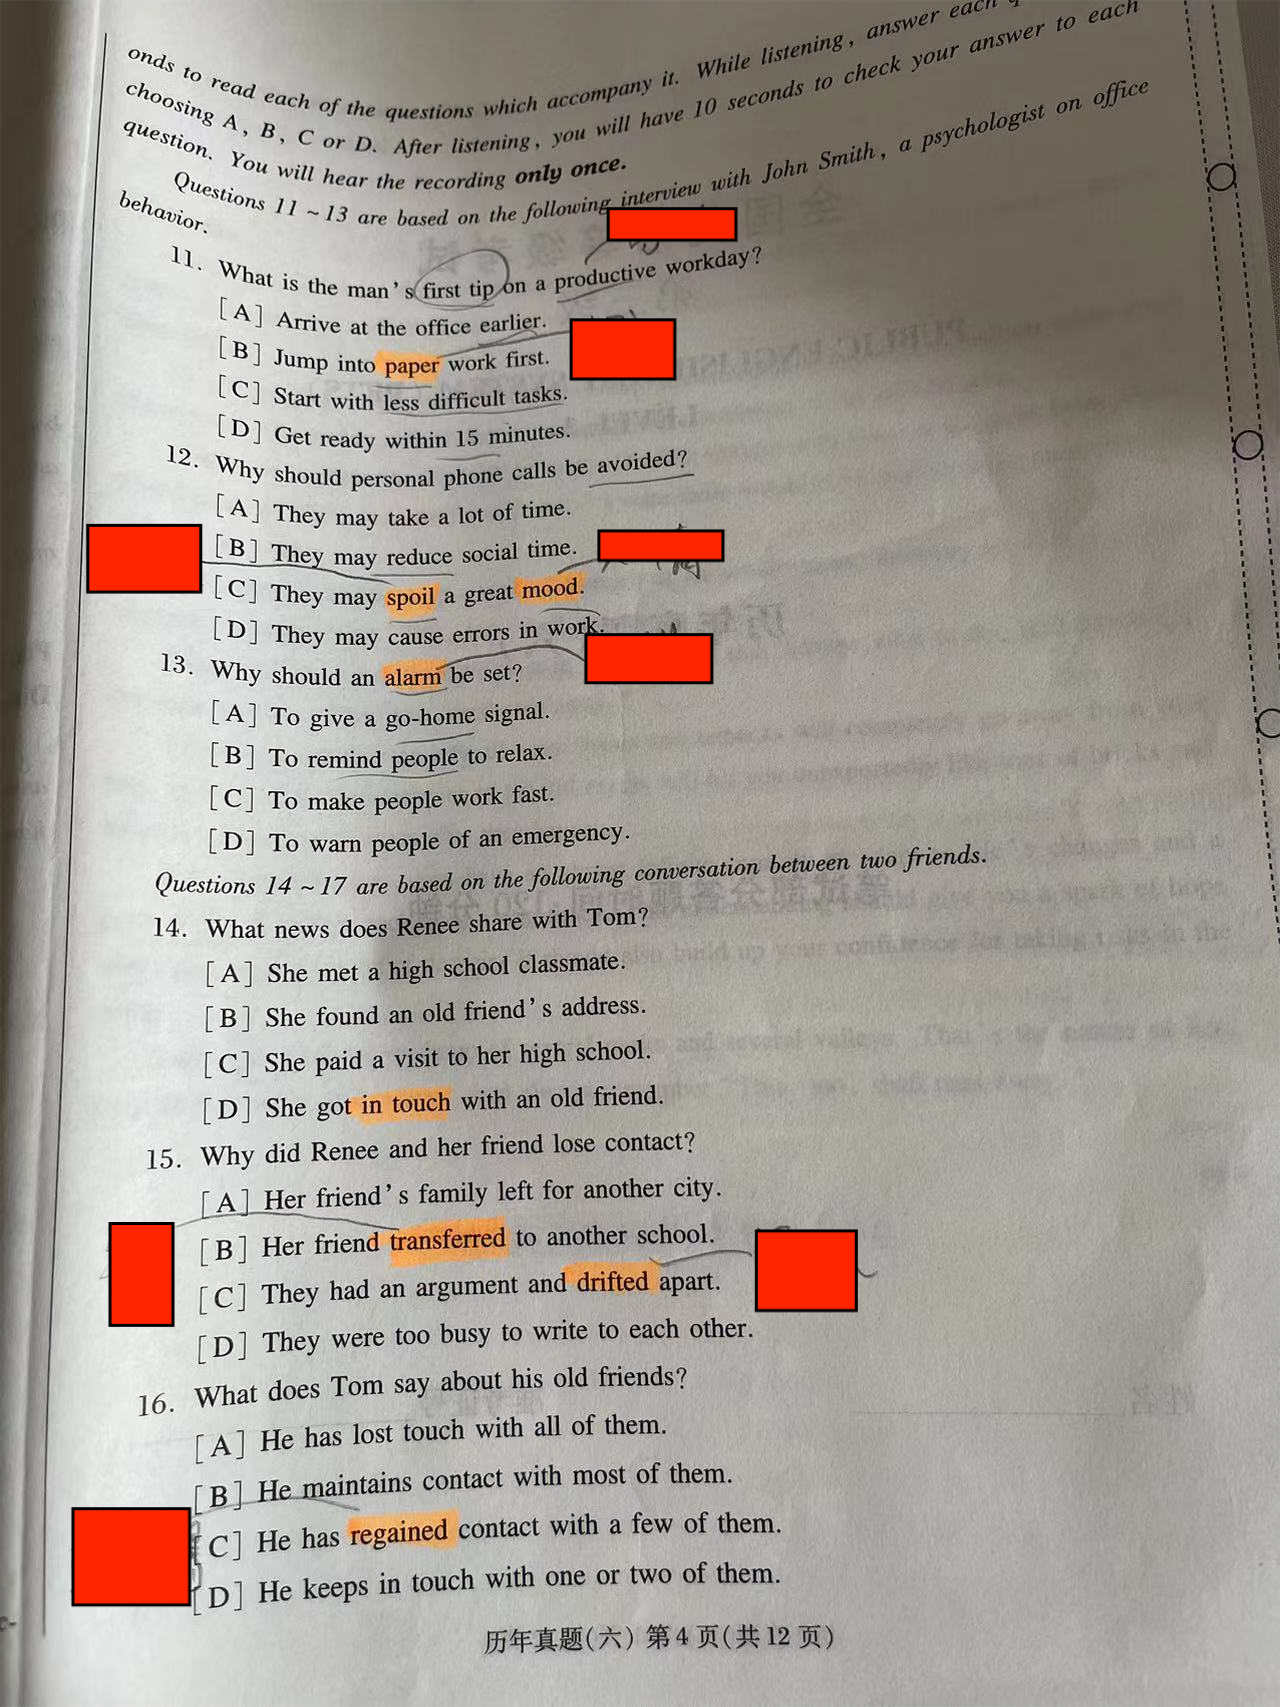 onds to read each of the questions which accompany it. While listening, answer each
choosing A, B, C or D. After listening, you will have 10 seconds to check your answer to each
question. You will hear the recording only once.
Questions 11 ~ 13 are based on the following interview with John Smith, a psychologist on office
behavior.
11. What is the man's first tip on a productive workday?
[A] Arrive at the office earlier.
[B] Jump into paper work first.
[C] Start with less difficult tasks.
[D] Get ready within 15 minutes.
12. Why should personal phone calls be avoided?
[A] They may take a lot of time.
[B] They may reduce social time.
[C] They may spoil a great mood.
[D] They may cause errors in work.
13. Why should an alarm be set?
[A] To give a go-home signal.
[B] To remind people to relax.
[C] To make people work fast.
[D] To warn people of an emergency.
Questions 14 ~ 17 are based on the following conversation between two friends.
14. What news does Renee share with Tom?
[A] She met a high school classmate.
[B] She found an old friend's address.
[C] She paid a visit to her high school.
[D] She got in touch with an old friend.
15. Why did Renee and her friend lose contact?
[A] Her friend's family left for another city.
[B] Her friend transferred to another school.
[C] They had an argument and drifted apart.
[D] They were too busy to write to each other.
16. What does Tom say about his old friends?
[A] He has lost touch with all of them.
[B] He maintains contact with most of them.
[C] He has regained contact with a few of them.
[D] He keeps in touch with one or two of them.
历年真题(六) 第 4 页(共 12 页)